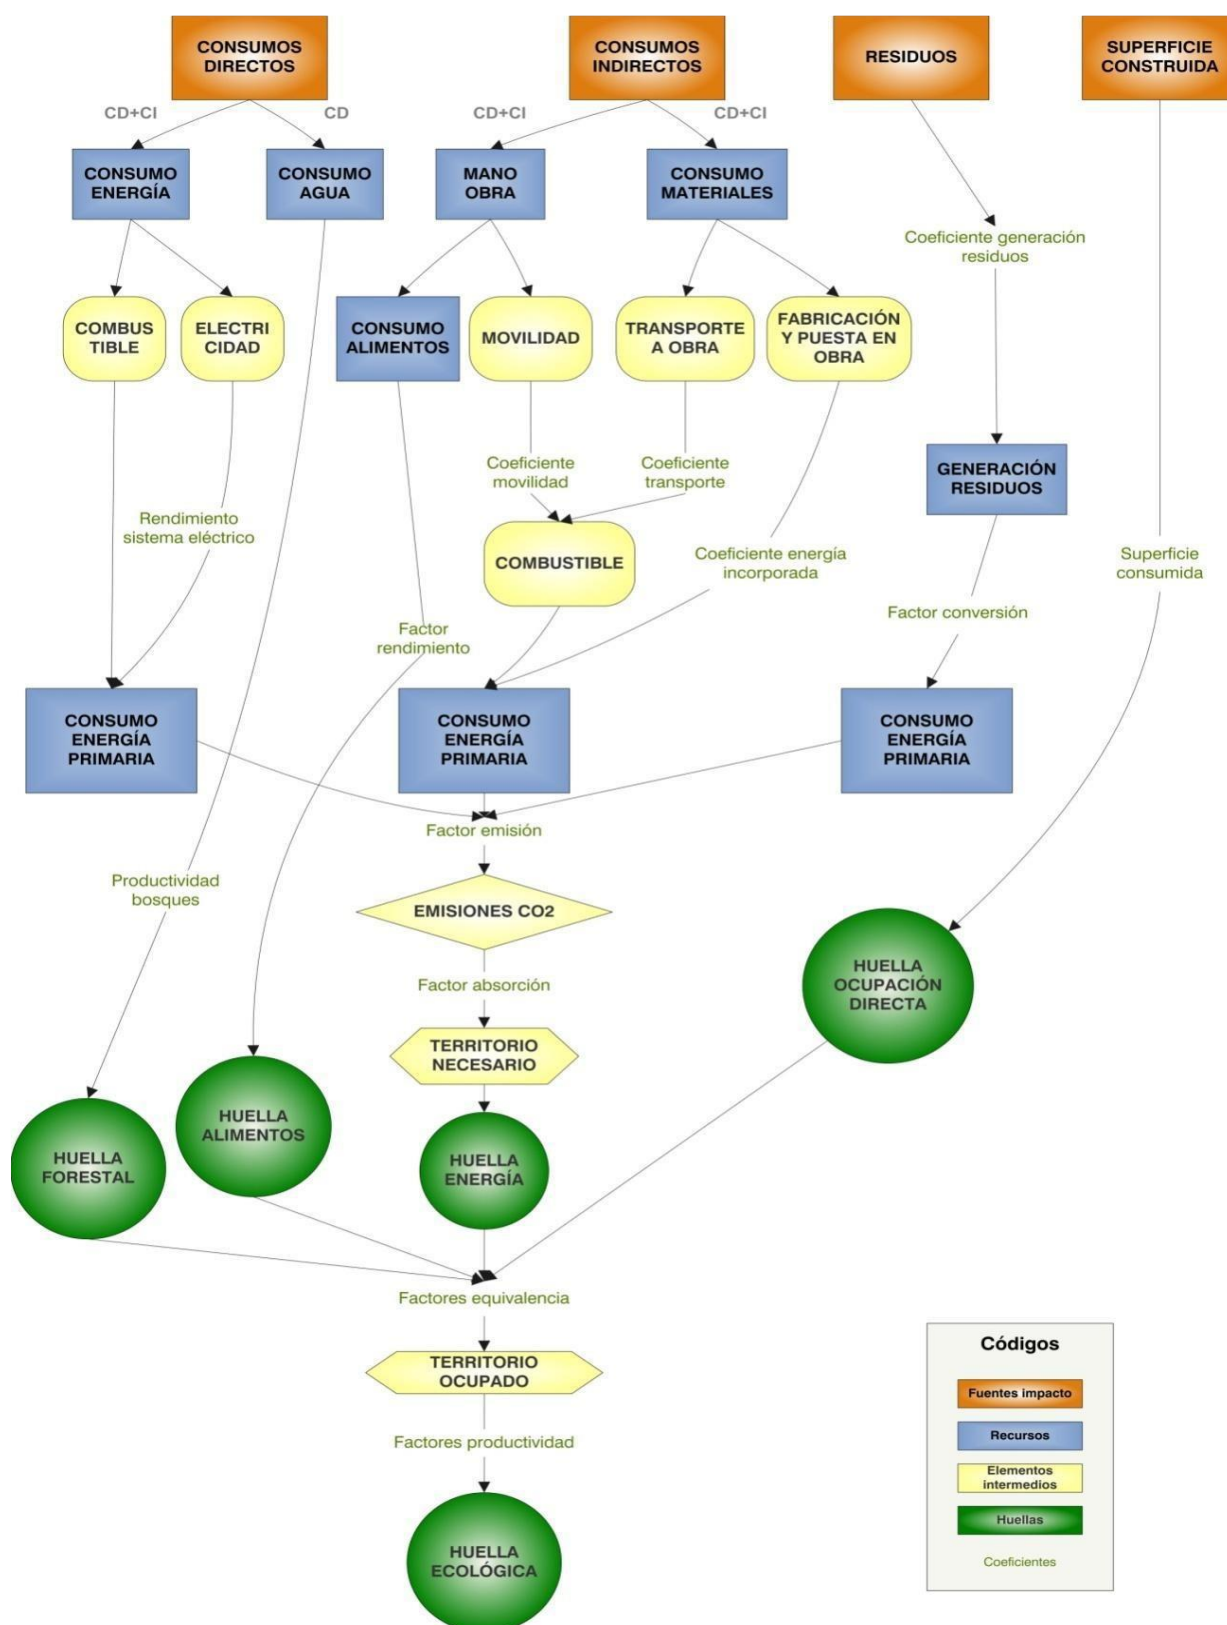 CONSUMOS
DIRECTOS
CONSUMOS
INDIRECTOS
RESIDUOS
SUPERFICIE
CONSTRUIDA
CD+CI
CD
CD+CI
CD+CI
CONSUMO
ENERGÍA
CONSUMO
AGUA
MANO
OBRA
CONSUMO
MATERIALES
Coeficiente generación
residuos
COMBUS
TIBLE
ELECTRI
CIDAD
CONSUMO
ALIMENTOS
MOVILIDAD
TRANSPORTE
A OBRA
FABRICACIÓN
Y PUESTA EN
OBRA
Coeficiente
movilidad
Coeficiente
transporte
GENERACIÓN
RESIDUOS
Rendimiento
sistema eléctrico
COMBUSTIBLE
Coeficiente energía
incorporada
Superficie
consumida
Factor
rendimiento
Factor conversión
CONSUMO
ENERGÍA
PRIMARIA
CONSUMO
ENERGÍA
PRIMARIA
CONSUMO
ENERGÍA
PRIMARIA
Factor emisión
Productividad
bosques
EMISIONES CO2
HUELLA
OCUPACIÓN
DIRECTA
Factor absorción
TERRITORIO
NECESARIO
HUELLA
ALIMENTOS
HUELLA
FORESTAL
HUELLA
ENERGÍA
Factores equivalencia
TERRITORIO
OCUPADO
Factores productividad
HUELLA
ECOLÓGICA
Códigos
Fuentes impacto
Recursos
Elementos
intermedios
Huellas
Coeficientes